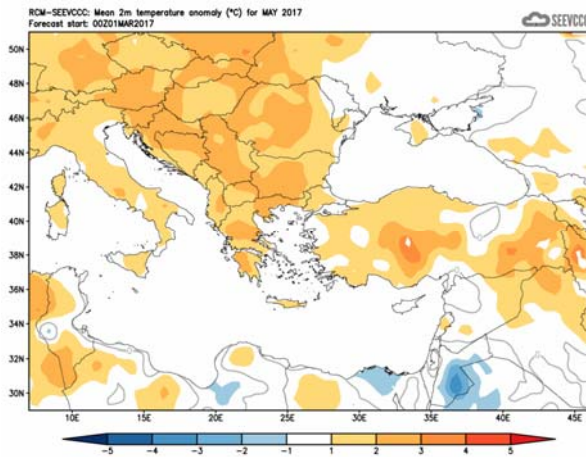 RCM-SEEVCCC: Mean 2m temperature anomaly (°C) for MAY 2017
Forecast start: 00Z01MAR2017
SEEVCCC
50N
48N
46N
44N
42N
40N
38N
36N
34N
32N
30N
10E 15E 20E 25E 30E 35E 40E 45E
-5 -4 -3 -2 -1 1 2 3 4 5